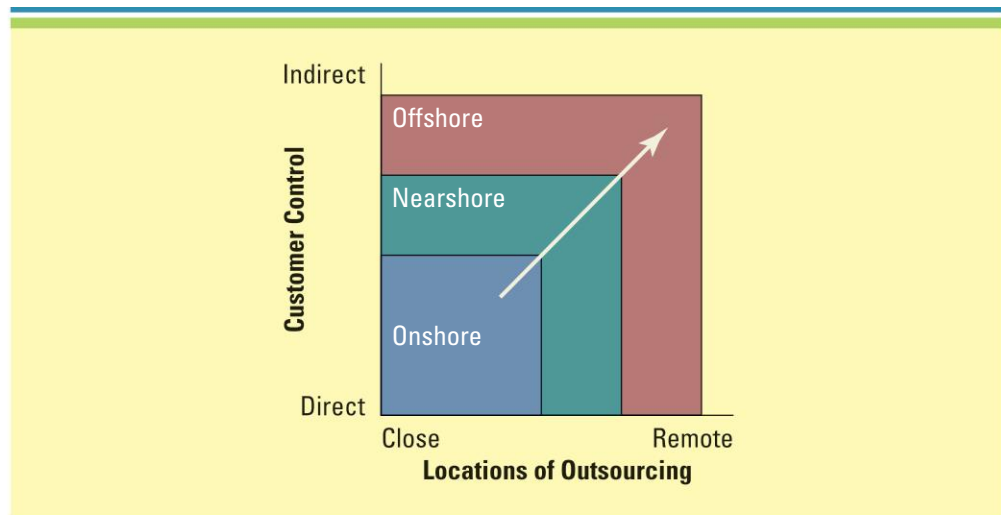 Indirect
Offshore
Nearshore
Customer Control
Onshore
Direct
Close
Remote
Locations of Outsourcing